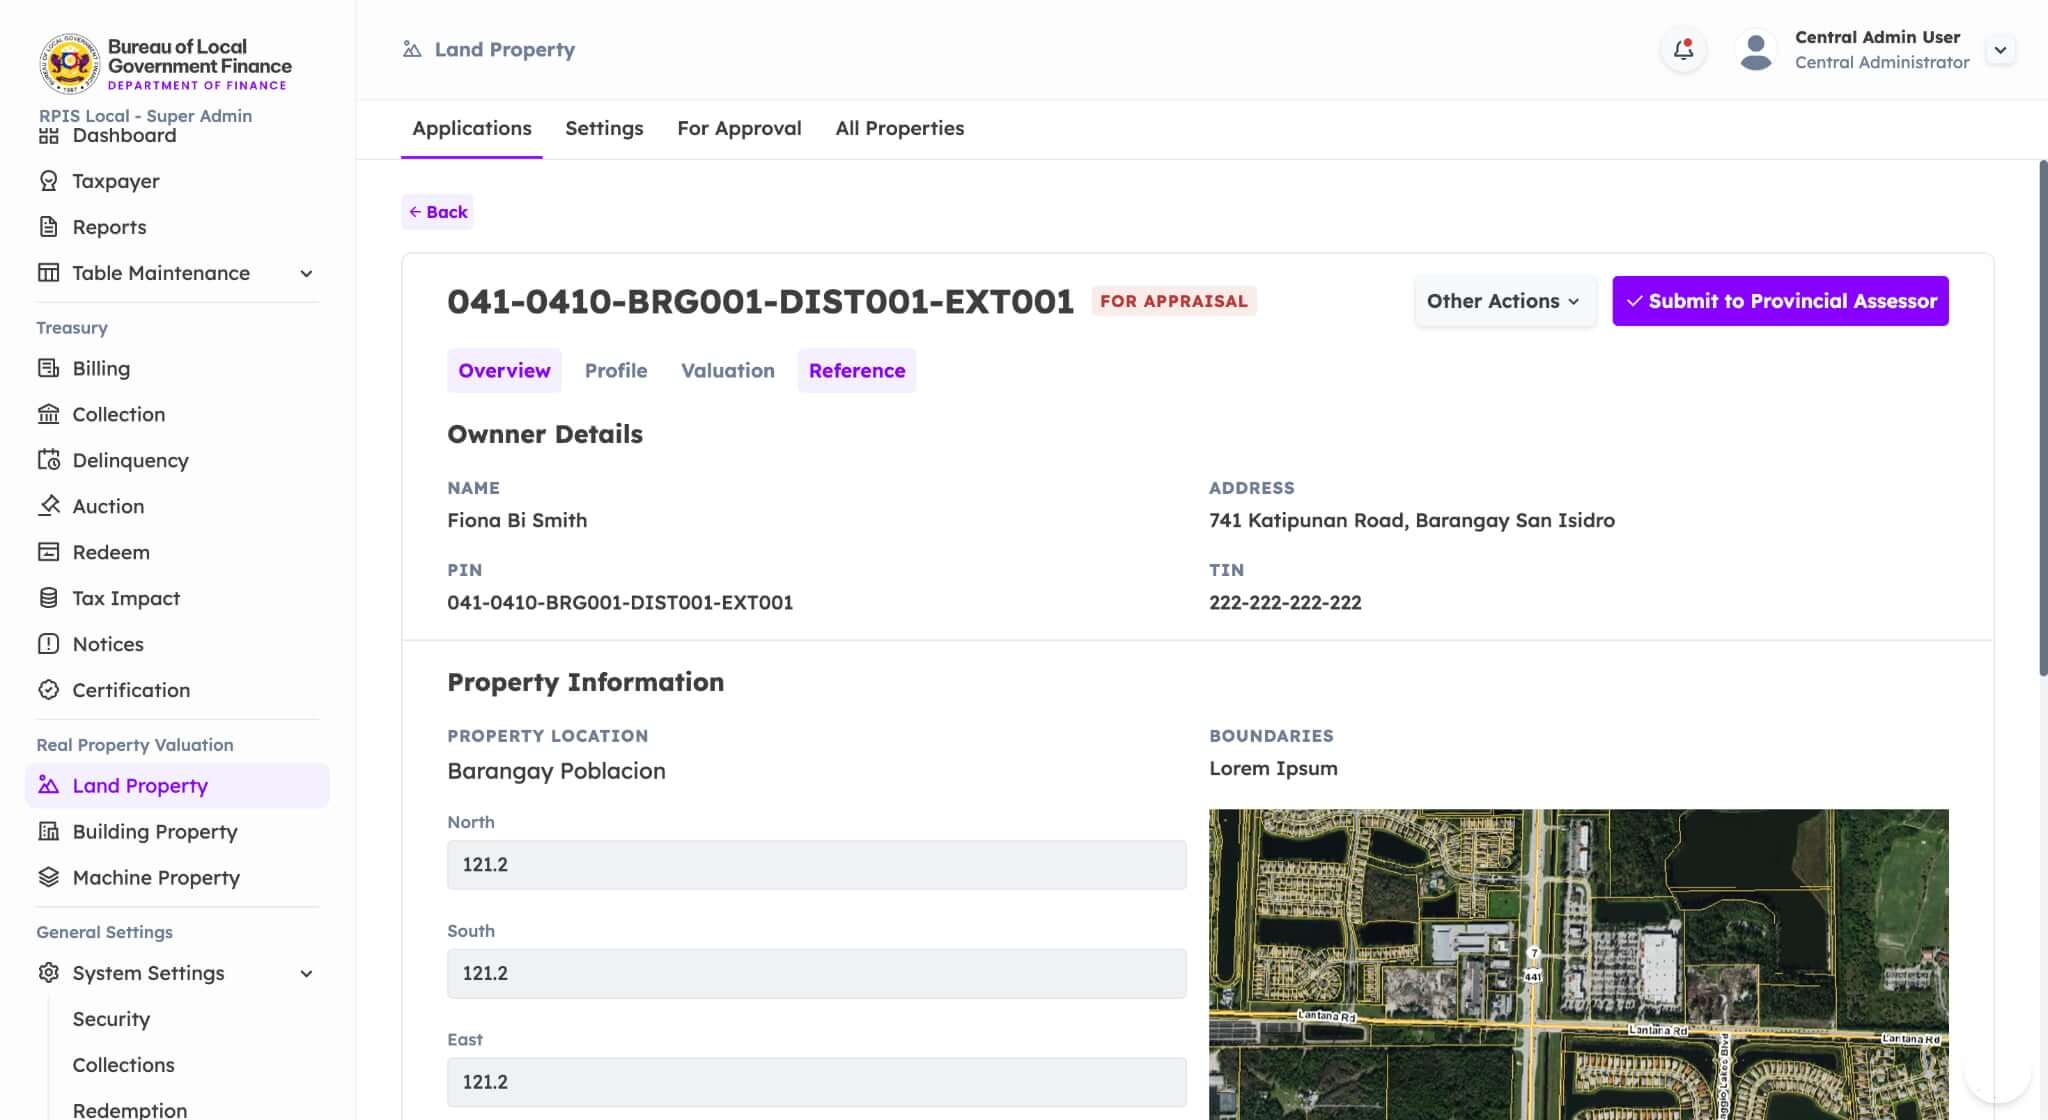 Bureau of Local
Government Finance
DEPARTMENT OF FINANCE
RPIS Local - Super Admin
Dashboard
Taxpayer
Reports
Table Maintenance
Treasury
Billing
Collection
Delinquency
Auction
Redeem
Tax Impact
Notices
Certification
Real Property Valuation
Land Property
Building Property
Machine Property
General Settings
System Settings
Security
Collections
Redemption
Land Property
Central Admin User
Central Administrator
Applications Settings For Approval All Properties
← Back
041-0410-BRG001-DIST001-EXT001 FOR APPRAISAL
Other Actions
Submit to Provincial Assessor
Overview Profile Valuation Reference
Ownner Details
NAME
Fiona Bi Smith
ADDRESS
741 Katipunan Road, Barangay San Isidro
PIN
041-0410-BRG001-DIST001-EXT001
TIN
222-222-222-222
Property Information
PROPERTY LOCATION
Barangay Poblacion
BOUNDARIES
Lorem Ipsum
North
121.2
South
121.2
East
121.2
7
441
Lantana Rd
Lantana Rd
Lantana Rd